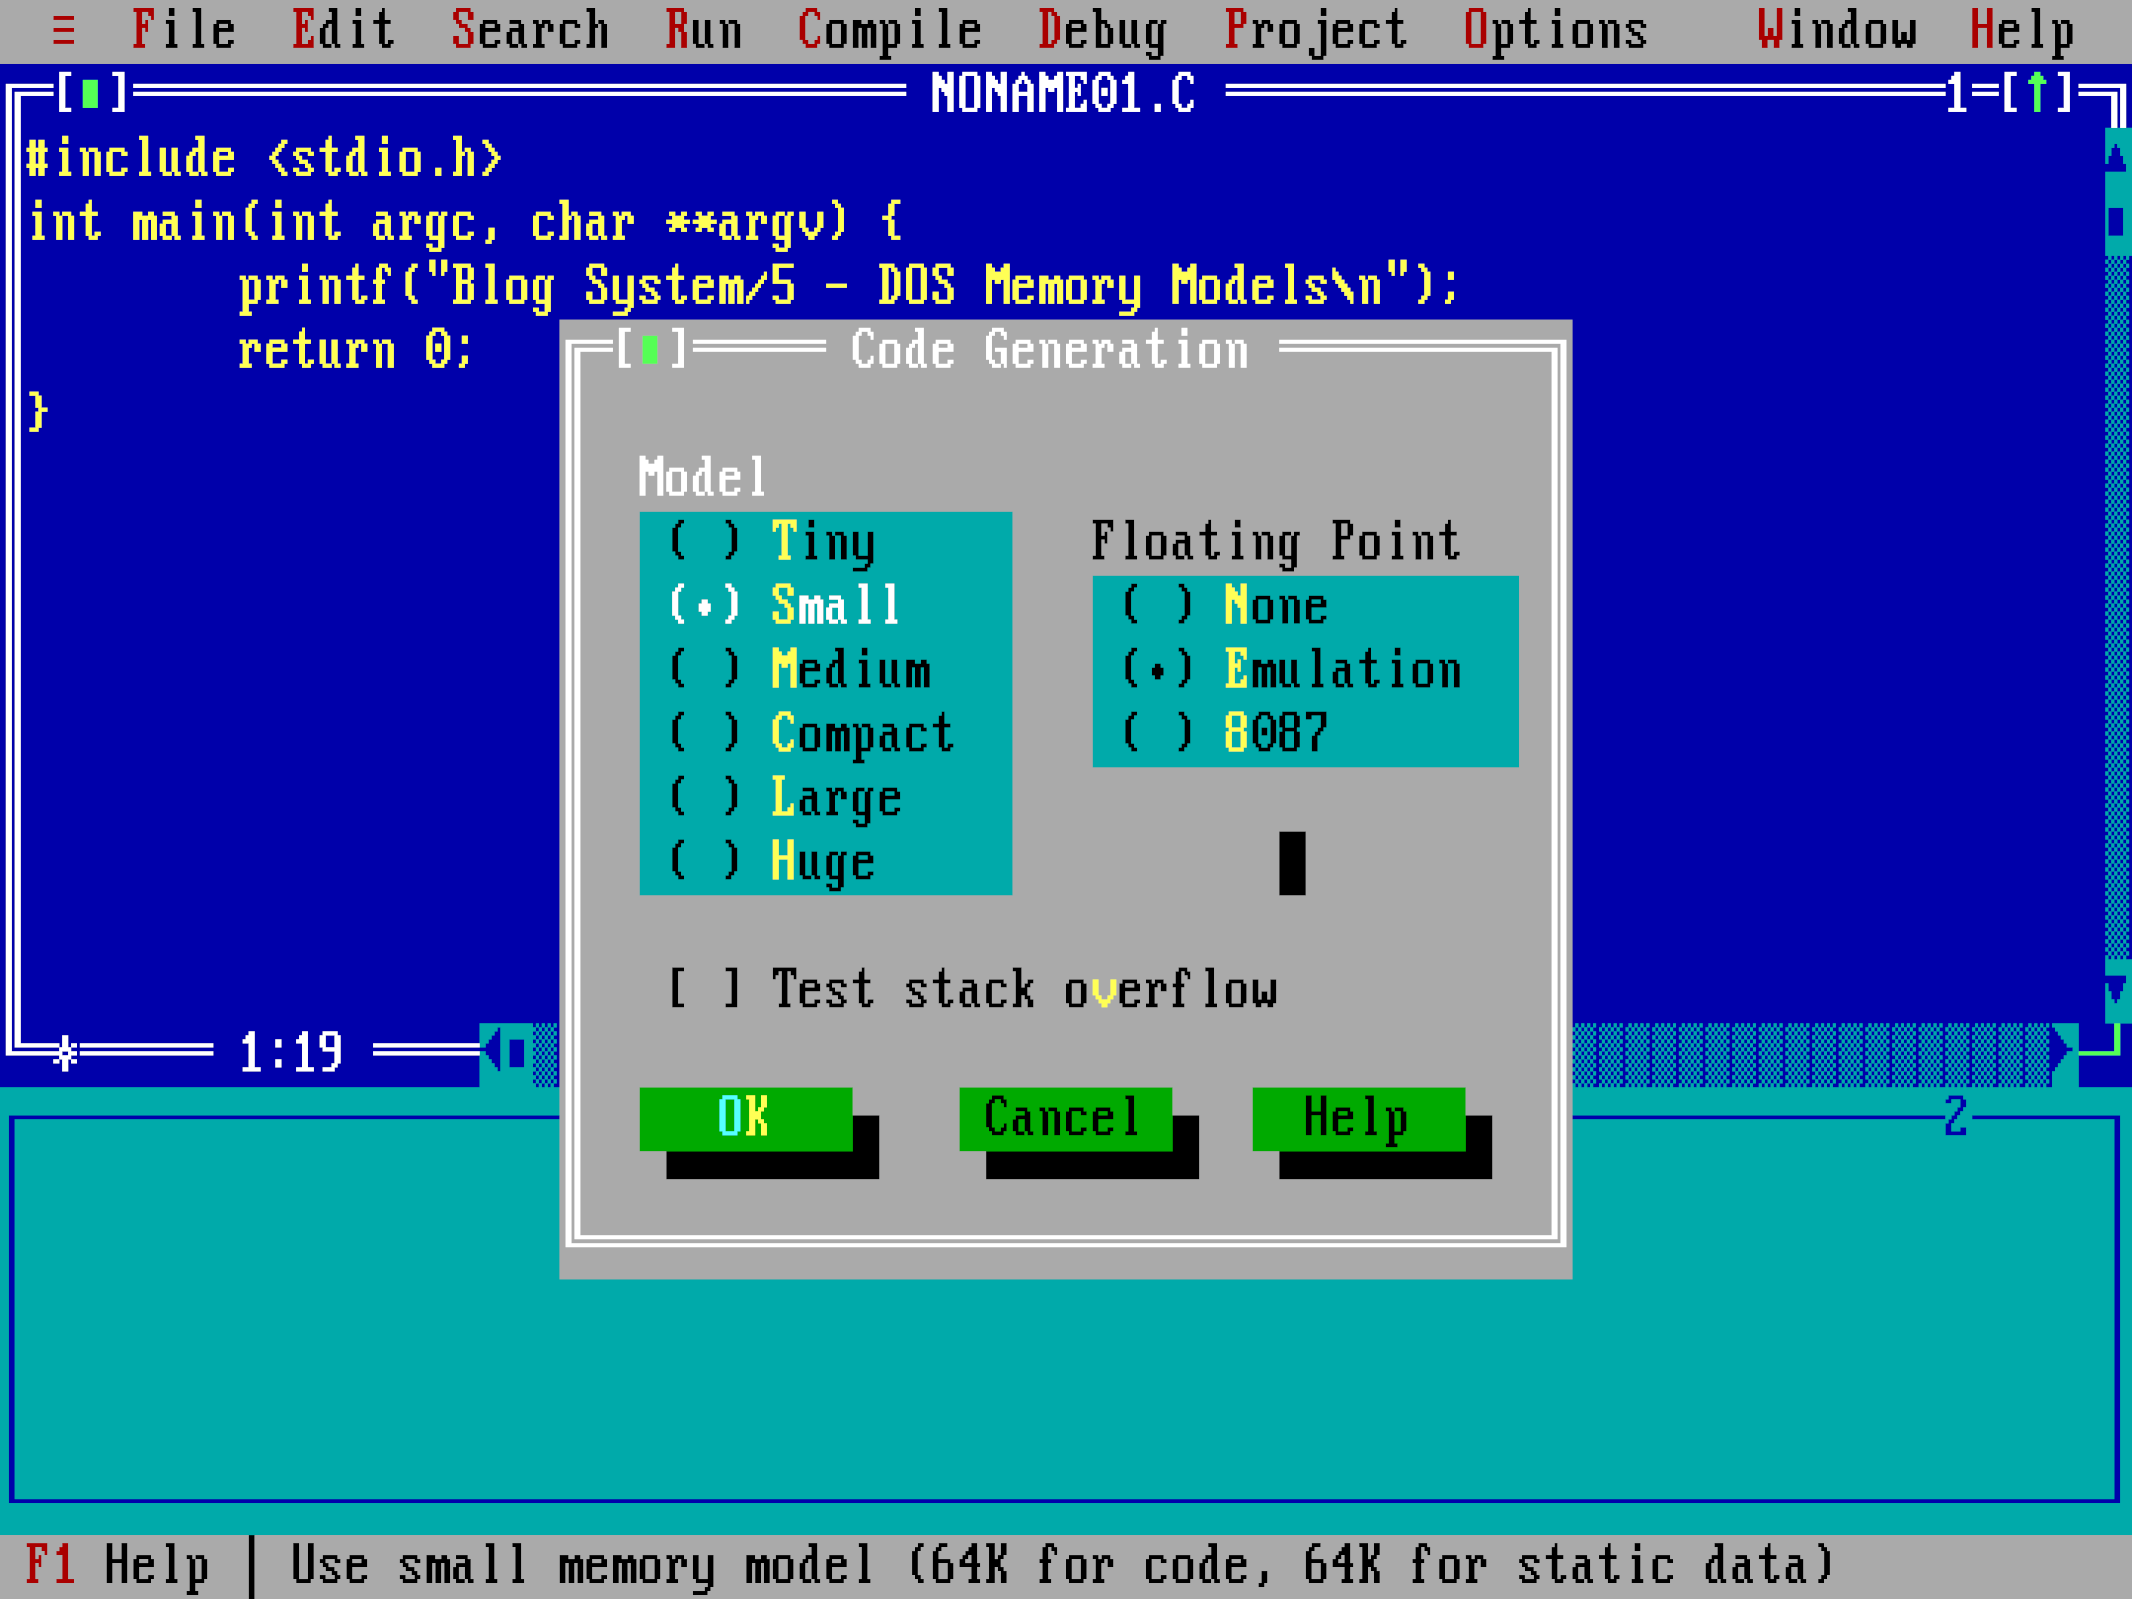 ≡ File Edit Search Run Compile Debug Project Options Window Help
[■] NONAME01.C 1=[↑]
#include <stdio.h>
int main(int argc, char **argv) {
printf("Blog System/5 - DOS Memory Models\n");
return 0;
}
[■] Code Generation
Model
( ) Tiny
(•) Small
( ) Medium
( ) Compact
( ) Large
( ) Huge
Floating Point
( ) None
(•) Emulation
( ) 8087
[ ] Test stack overflow
OK Cancel Help
* 1:19
2
F1 Help | Use small memory model (64K for code, 64K for static data)